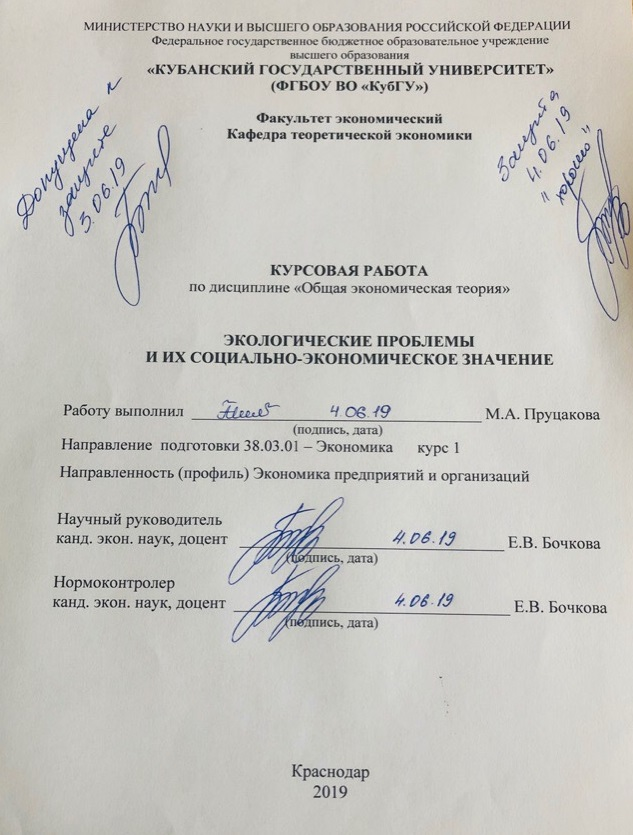 МИНИСТЕРСТВО НАУКИ И ВЫСШЕГО ОБРАЗОВАНИЯ РОССИЙСКОЙ ФЕДЕРАЦИИ
Федеральное государственное бюджетное образовательное учреждение
высшего образования
«КУБАНСКИЙ ГОСУДАРСТВЕННЫЙ УНИВЕРСИТЕТ»
(ФГБОУ ВО «КубГУ»)
Факультет экономический
Кафедра теоретической экономики
Допущена к
защите
3.06.19
Защита
4.06.19
"хорошо"
КУРСОВАЯ РАБОТА
по дисциплине «Общая экономическая теория»
ЭКОЛОГИЧЕСКИЕ ПРОБЛЕМЫ
И ИХ СОЦИАЛЬНО-ЭКОНОМИЧЕСКОЕ ЗНАЧЕНИЕ
Работу выполнил 4.06.19 М.А. Пруцакова
(подпись, дата)
Направление подготовки 38.03.01 – Экономика курс 1
Направленность (профиль) Экономика предприятий и организаций
Научный руководитель
канд. экон. наук, доцент 4.06.19 Е.В. Бочкова
(подпись, дата)
Нормоконтролер
канд. экон. наук, доцент 4.06.19 Е.В. Бочкова
(подпись, дата)
Краснодар
2019